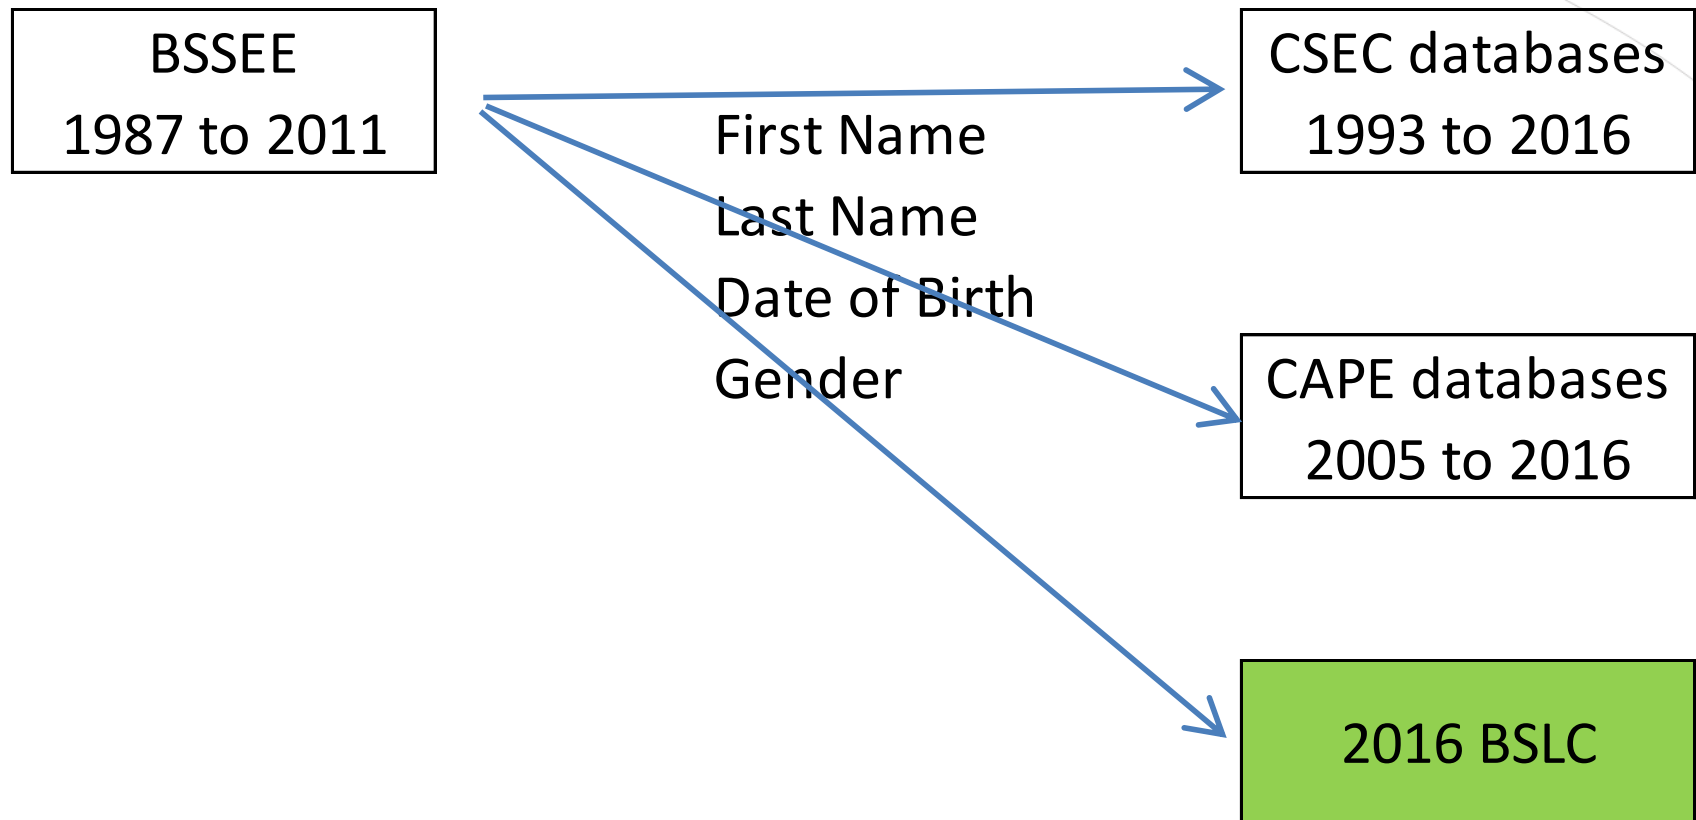 BSSEE
1987 to 2011
First Name
Last Name
Date of Birth
Gender
CSEC databases
1993 to 2016
CAPE databases
2005 to 2016
2016 BSLC